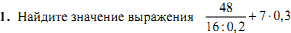 1. Найдите значение выражения 48/(16:0,2) + 7·0,3